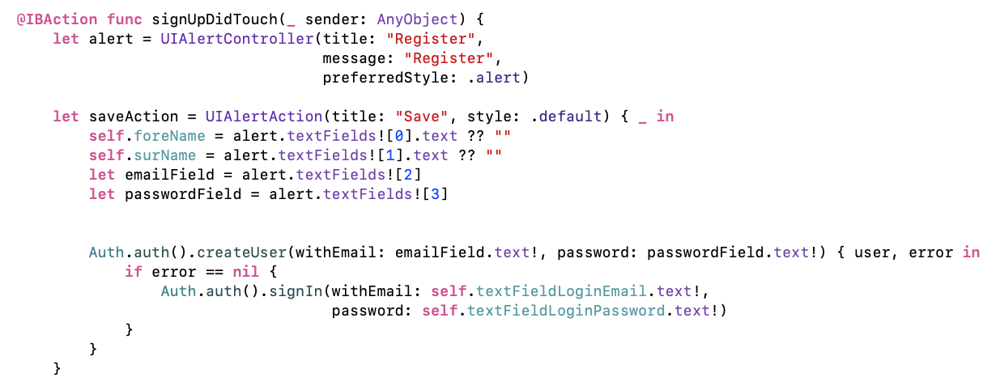 @IBAction func signUpDidTouch(_ sender: AnyObject) {
    let alert = UIAlertController(title: "Register",
                                  message: "Register",
                                  preferredStyle: .alert)

    let saveAction = UIAlertAction(title: "Save", style: .default) { _ in
        self.foreName = alert.textFields![0].text ?? ""
        self.surName = alert.textFields![1].text ?? ""
        let emailField = alert.textFields![2]
        let passwordField = alert.textFields![3]


        Auth.auth().createUser(withEmail: emailField.text!, password: passwordField.text!) { user, error in
            if error == nil {
                Auth.auth().signIn(withEmail: self.textFieldLoginEmail.text!,
                                   password: self.textFieldLoginPassword.text!)
            }
        }
    }